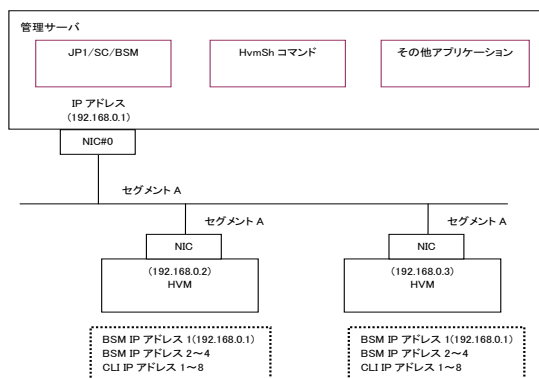 管理サーバ
JP1/SC/BSM
HvmSh コマンド
その他アプリケーション
IP アドレス
(192.168.0.1)
NIC#0
セグメント A
セグメント A
セグメント A
NIC
NIC
(192.168.0.2)
HVM
(192.168.0.3)
HVM
BSM IP アドレス 1(192.168.0.1)
BSM IP アドレス 2～4
CLI IP アドレス 1～8
BSM IP アドレス 1(192.168.0.1)
BSM IP アドレス 2～4
CLI IP アドレス 1～8